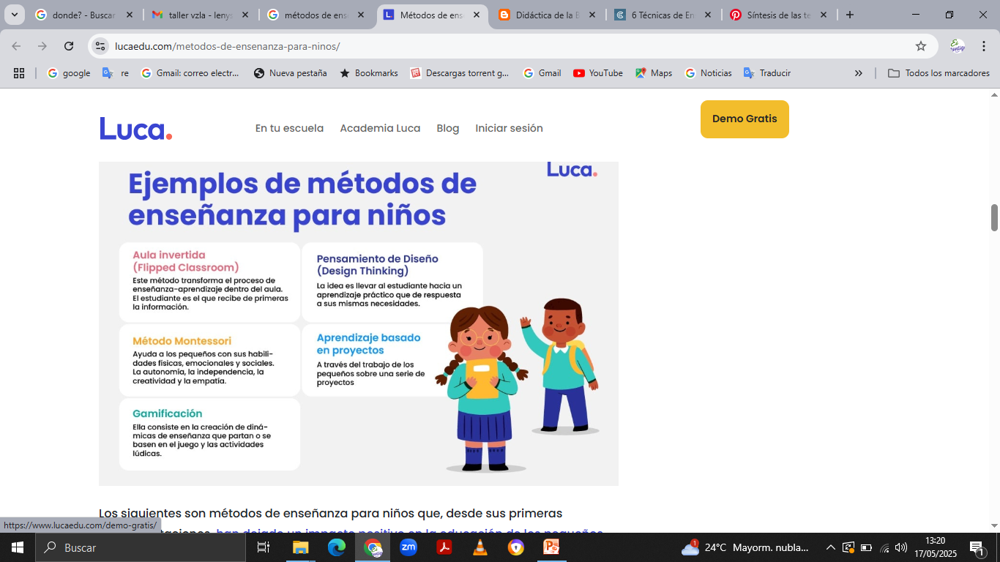 donde? - Buscar
taller vzla - lenys
métodos de ens
Métodos de ens
Didáctica de la B
6 Técnicas de En
Síntesis de las te
lucaedu.com/metodos-de-ensenanza-para-ninos/
google
re
Gmail: correo electr...
Nueva pestaña
Bookmarks
Descargas torrent g...
Gmail
YouTube
Maps
Noticias
Traducir
Todos los marcadores
Luca.
En tu escuela
Academia Luca
Blog
Iniciar sesión
Demo Gratis
Luca.
Ejemplos de métodos de
enseñanza para niños
Aula invertida
(Flipped Classroom)
Este método transforma el proceso de
enseñanza-aprendizaje dentro del aula.
El estudiante es el que recibe de primeras
la información.
Pensamiento de Diseño
(Design Thinking)
La idea es llevar al estudiante hacia un
aprendizaje práctico que de respuesta
a sus mismas necesidades.
Método Montessori
Ayuda a los pequeños con sus habili-
dades físicas, emocionales y sociales.
La autonomía, la independencia, la
creatividad y la empatía.
Aprendizaje basado
en proyectos
A través del trabajo de los
pequeños sobre una serie de
proyectos
Gamificación
Ella consiste en la creación de diná-
micas de enseñanza que partan o se
basen en el juego y las actividades
lúdicas.
Los siguientes son métodos de enseñanza para niños que, desde sus primeras
han dejado un impacto positivo en la educación de los pequeños
https://www.lucaedu.com/demo-gratis/
Buscar
zm
24°C Mayorm. nubla...
13:20
17/05/2025